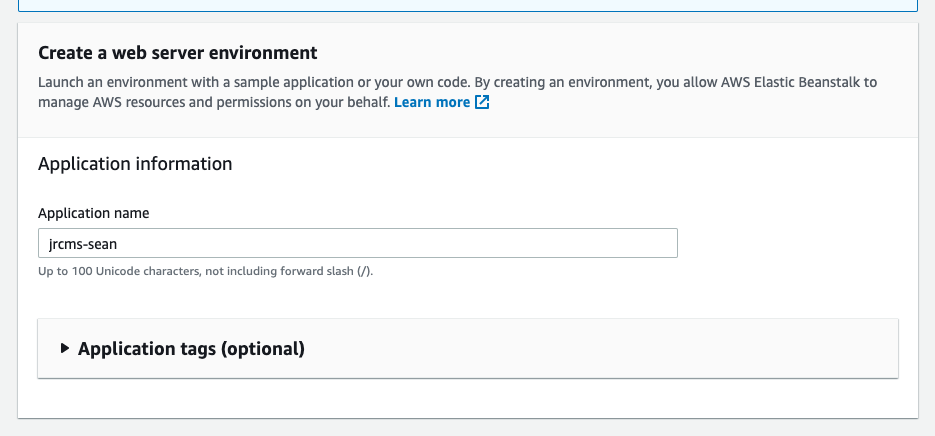 Create a web server environment
Launch an environment with a sample application or your own code. By creating an environment, you allow AWS Elastic Beanstalk to
manage AWS resources and permissions on your behalf. Learn more
Application information
Application name
jrcms-sean
Up to 100 Unicode characters, not including forward slash (/).
Application tags (optional)